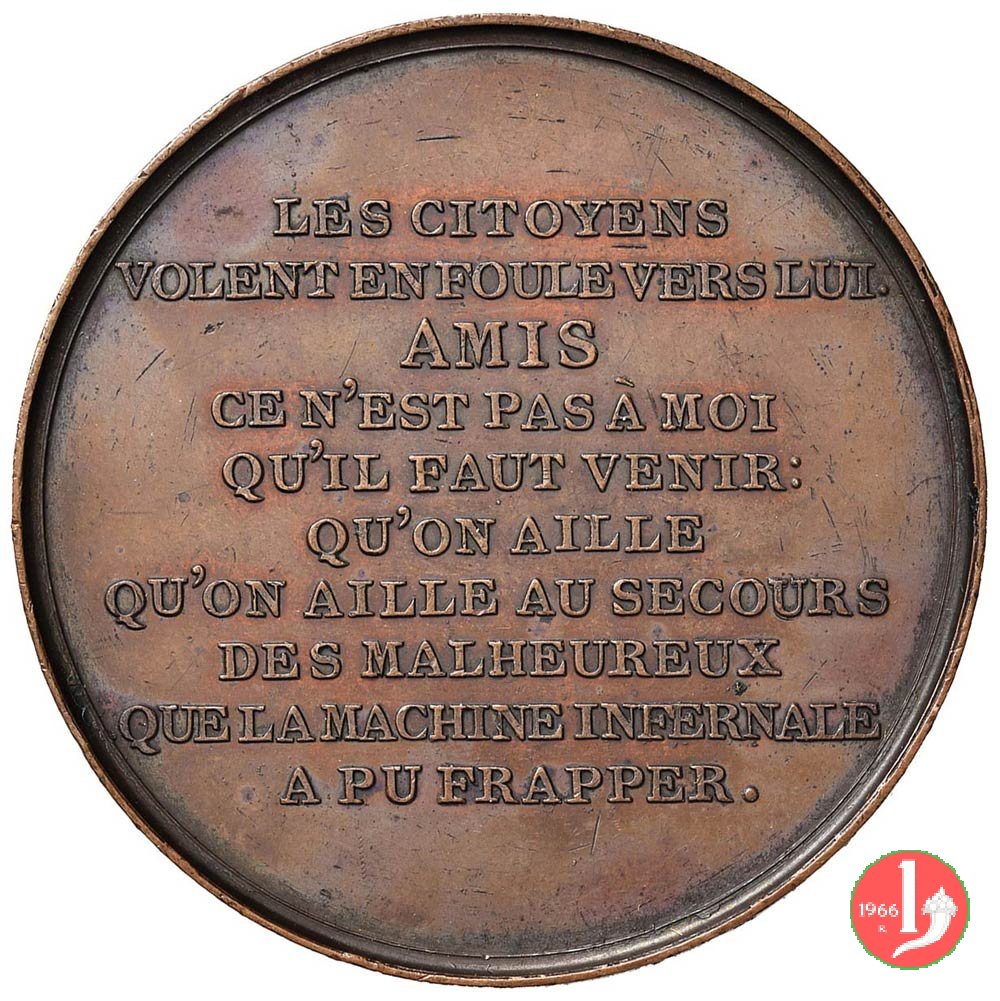 LES CITOYENS
VOLENT EN FOULE VERS LUI.
AMIS
CE N'EST PAS À MOI
QU'IL FAUT VENIR:
QU'ON AILLE
QU'ON AILLE AU SECOURS
DES MALHEUREUX
QUE LA MACHINE INFERNALE
A PU FRAPPER.
1966
R